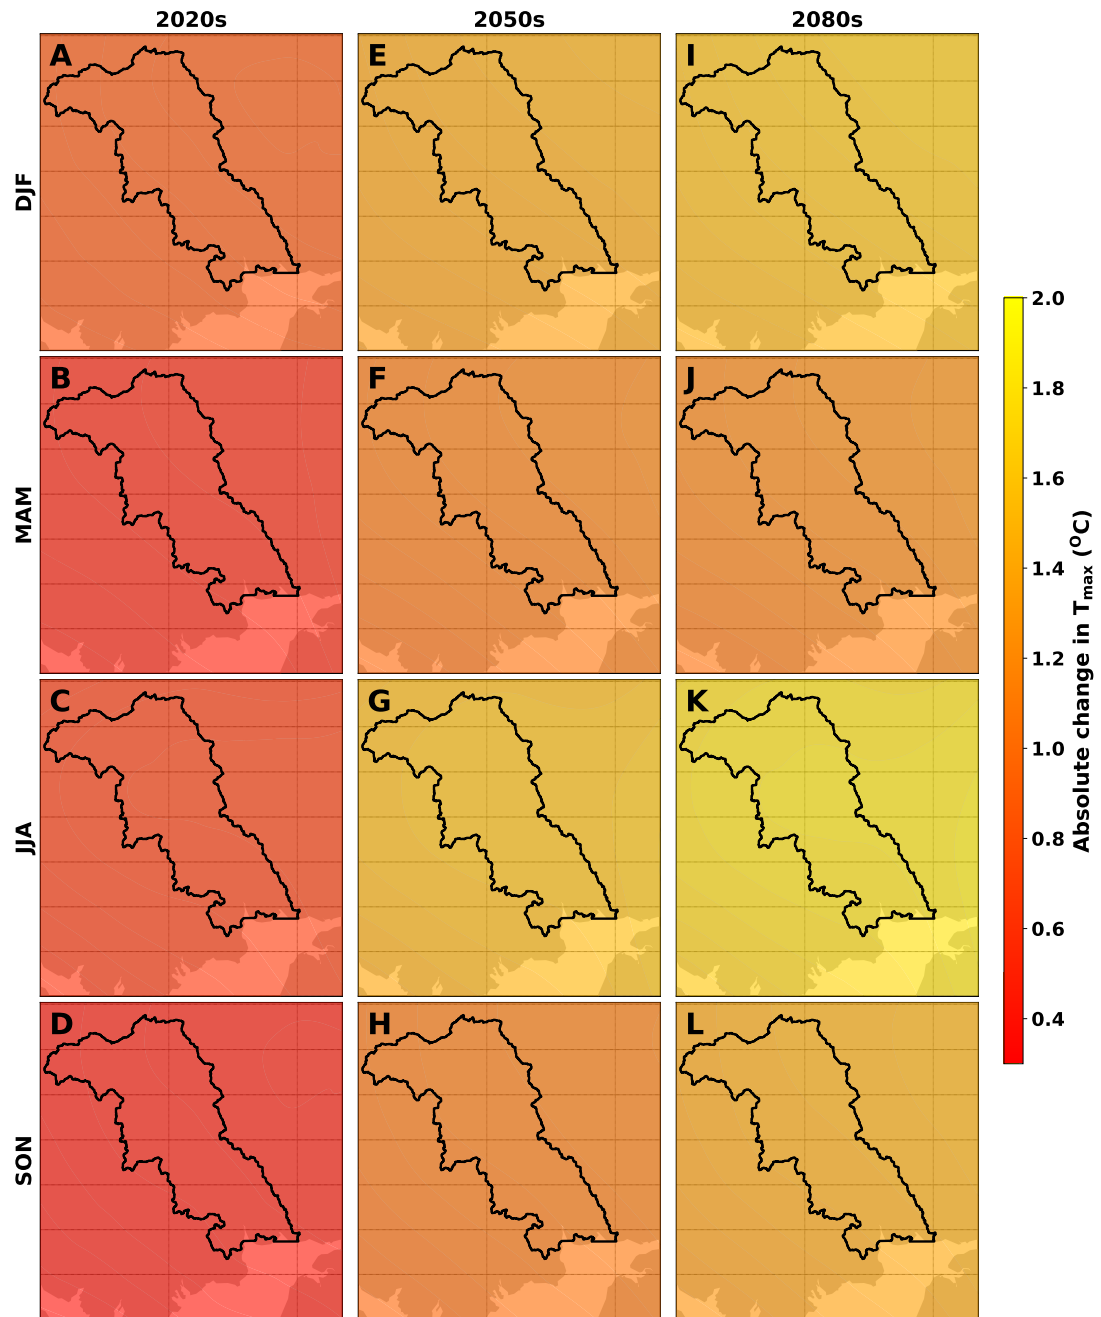 2020s 2050s 2080s
A E I
DJF
B F J
MAM
C G K
JJA
D H L
SON
2.0
1.8
1.6
1.4
1.2
1.0
0.8
0.6
0.4
Absolute change in Tmax (°C)